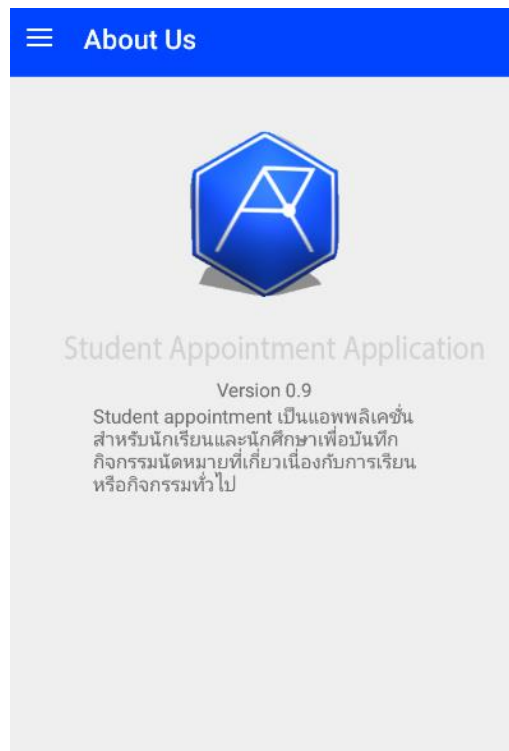 About Us
Student Appointment Application
Version 0.9
Student appointment เป็นแอพพลิเคชั่น
สำหรับนักเรียนและนักศึกษาเพื่อบันทึก
กิจกรรมนัดหมายที่เกี่ยวเนื่องกับการเรียน
หรือกิจกรรมทั่วไป